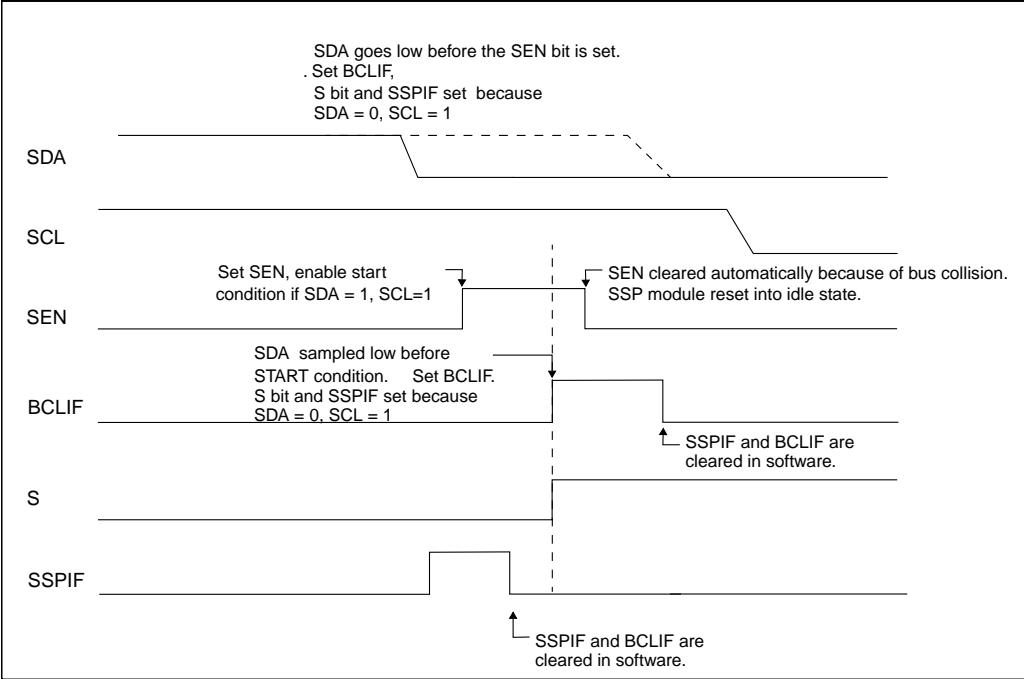 SDA goes low before the SEN bit is set.
. Set BCLIF,
S bit and SSPIF set because
SDA = 0, SCL = 1
SDA
SCL
Set SEN, enable start
condition if SDA = 1, SCL=1
SEN cleared automatically because of bus collision.
SSP module reset into idle state.
SEN
SDA sampled low before
START condition. Set BCLIF.
S bit and SSPIF set because
SDA = 0, SCL = 1
BCLIF
SSPIF and BCLIF are
cleared in software.
S
SSPIF
SSPIF and BCLIF are
cleared in software.